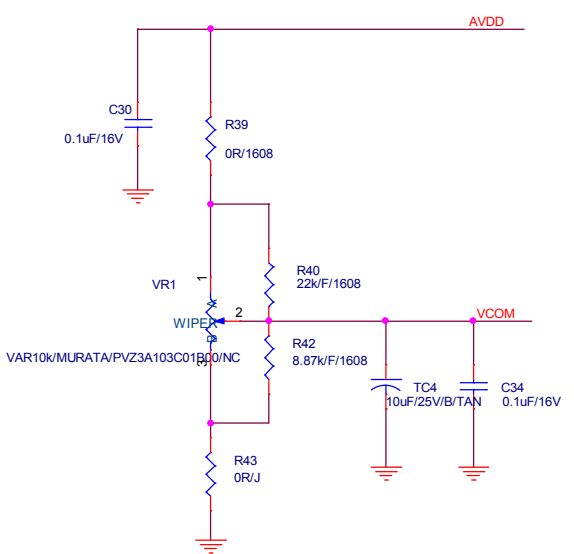 AVDD
C30
0.1uF/16V
R39
0R/1608
1
VR1
W
WIPER
2
B
3
VAR10k/MURATA/PVZ3A103C01B00/NC
R40
22k/F/1608
VCOM
R42
8.87k/F/1608
TC4
10uF/25V/B/TAN
C34
0.1uF/16V
R43
0R/J